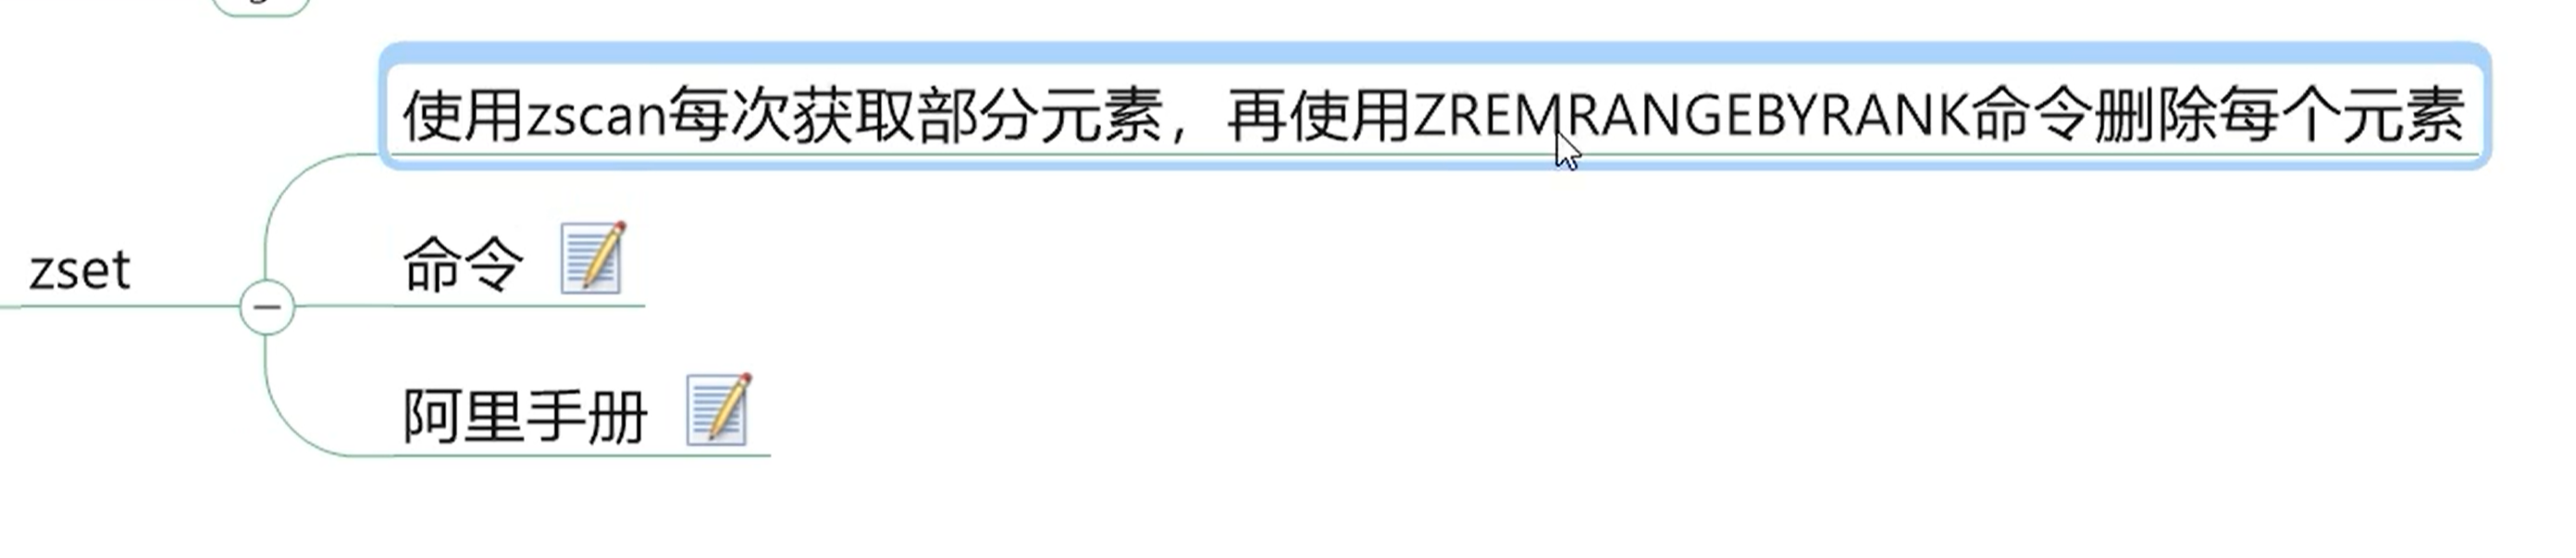 使用zscan每次获取部分元素，再使用ZREMRANGEBYRANK命令删除每个元素
zset
命令
阿里手册